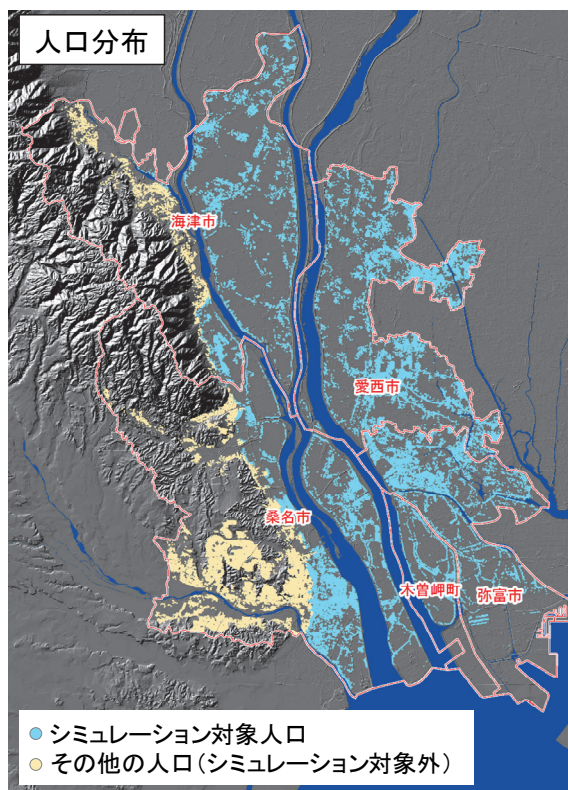 人口分布
海津市
愛西市
桑名市
木曽岬町
弥富市
シミュレーション対象人口
その他の人口(シミュレーション対象外)